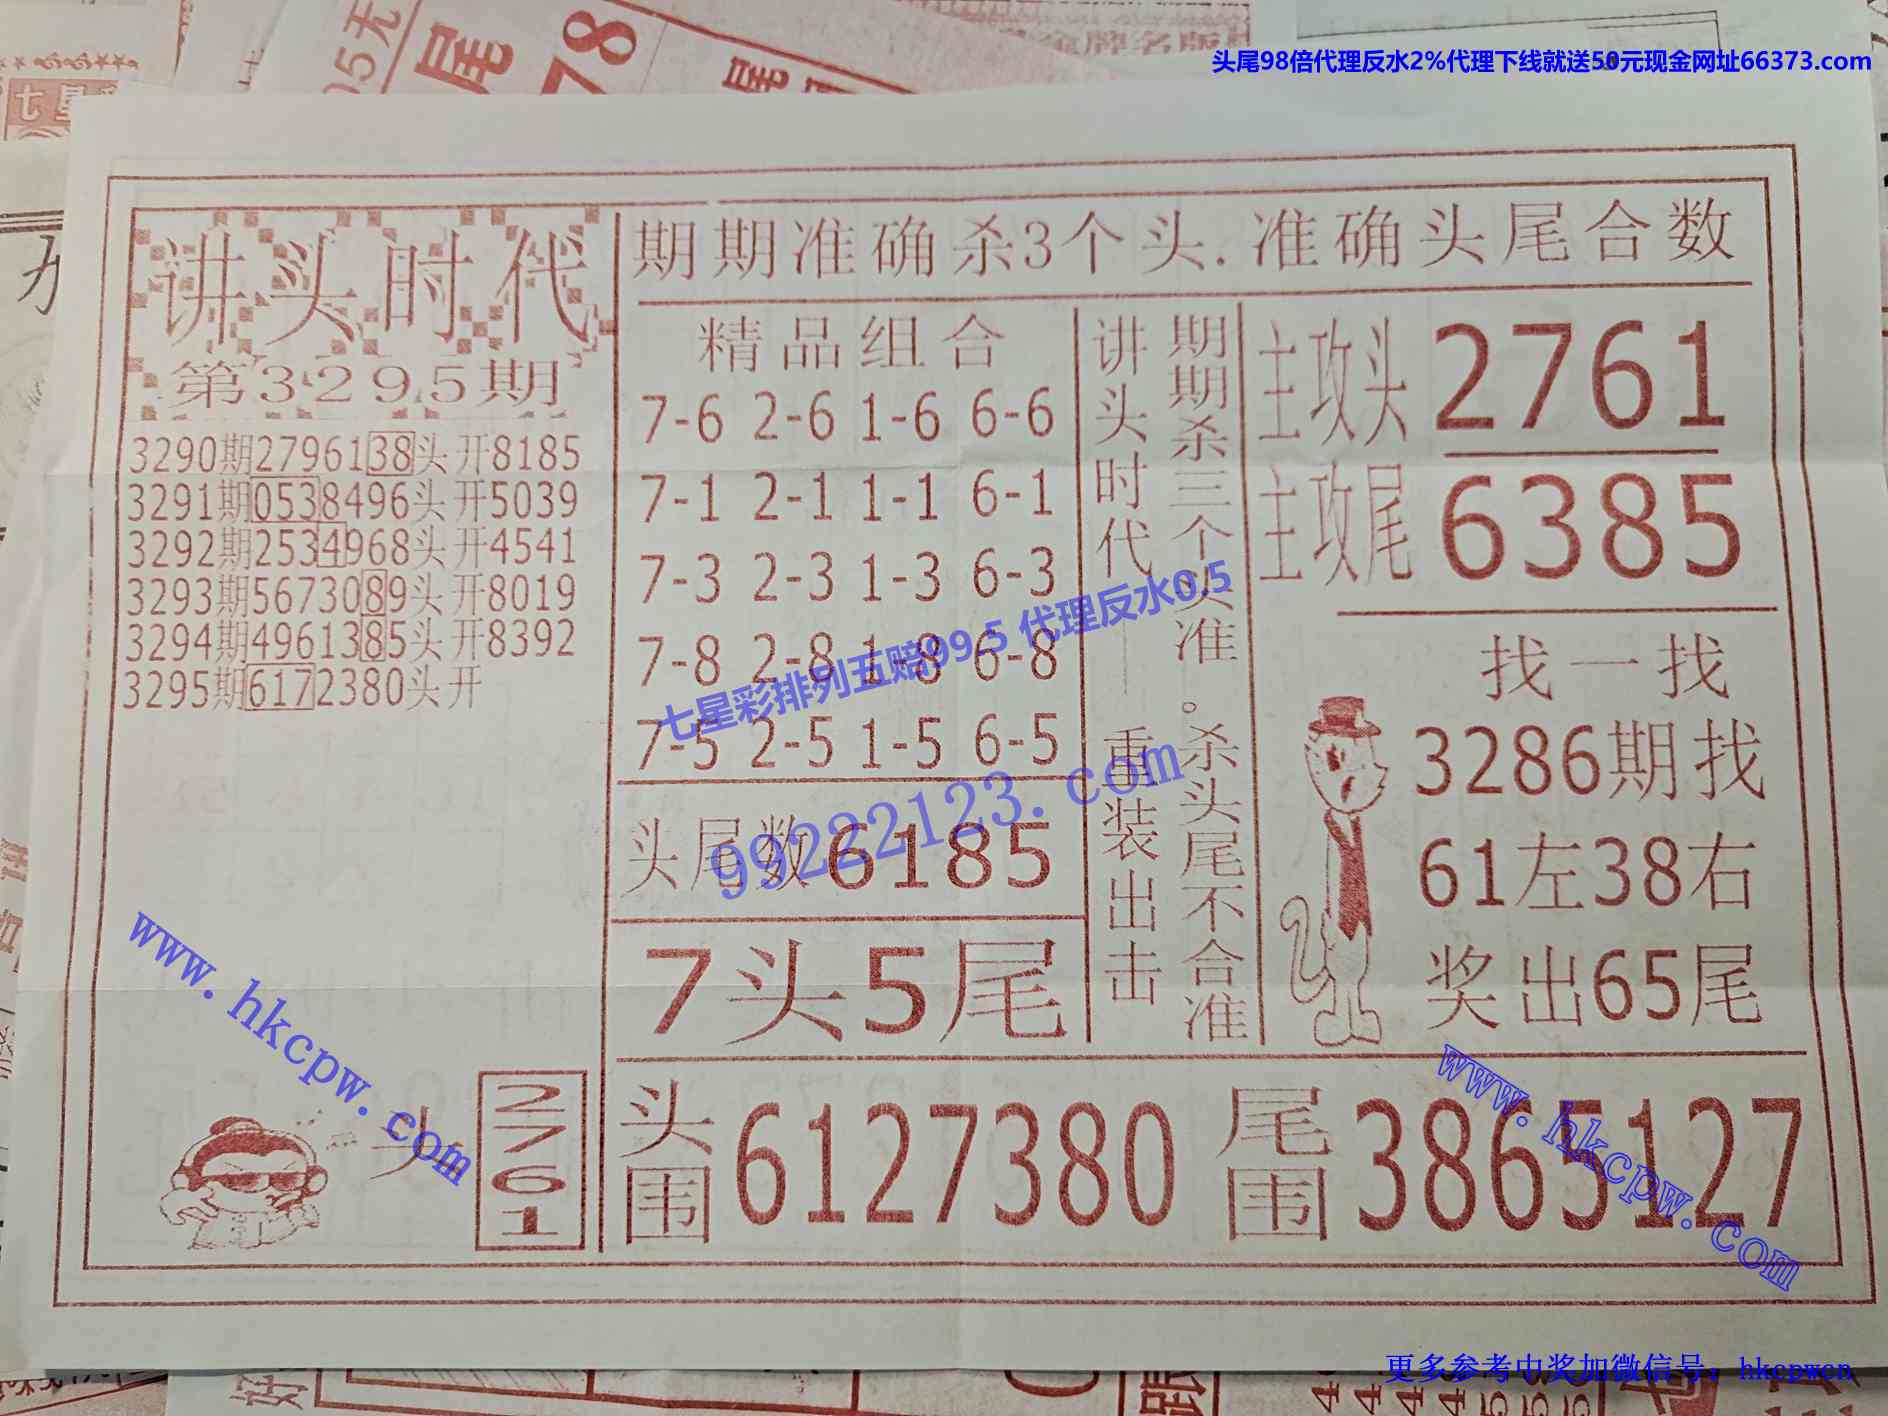 头尾98倍代理反水2%代理下线就送50元现金网址66373.com
讲头时代
第3295期
3290期2796138头开8185
3291期0538496头开5039
3292期2534968头开4541
3293期5673089头开8019
3294期4961385头开8392
3295期6172380头开
头
2761
期期准确杀3个头.准确头尾合数
精品组合
7-6 2-6 1-6 6-6
7-1 2-1 1-1 6-1
7-3 2-3 1-3 6-3
7-8 2-8 1-8 6-8
7-5 2-5 1-5 6-5
头尾数6185
7头5尾
讲头时代——重装出击
期期杀三个头准。杀头尾不合准
主攻头2761
主攻尾6385
找一找
3286期找
61左38右
奖出65尾
头围6127380
尾围3865127
七星彩排列五赔99.5 代理反水0.5
99222123.com
www.hkcpw.com
www.hkcpw.com
更多参考中奖加微信号：hkcpwcn